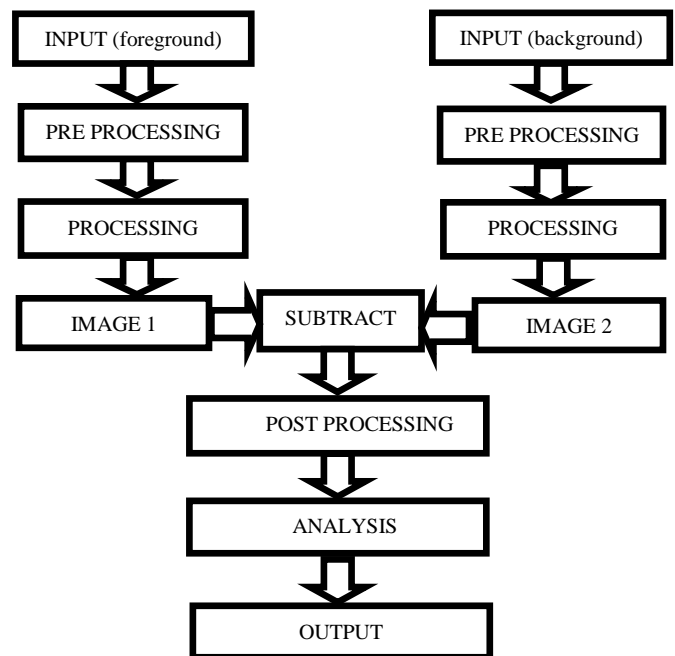 INPUT (foreground)
INPUT (background)
PRE PROCESSING
PRE PROCESSING
PROCESSING
PROCESSING
IMAGE 1
SUBTRACT
IMAGE 2
POST PROCESSING
ANALYSIS
OUTPUT